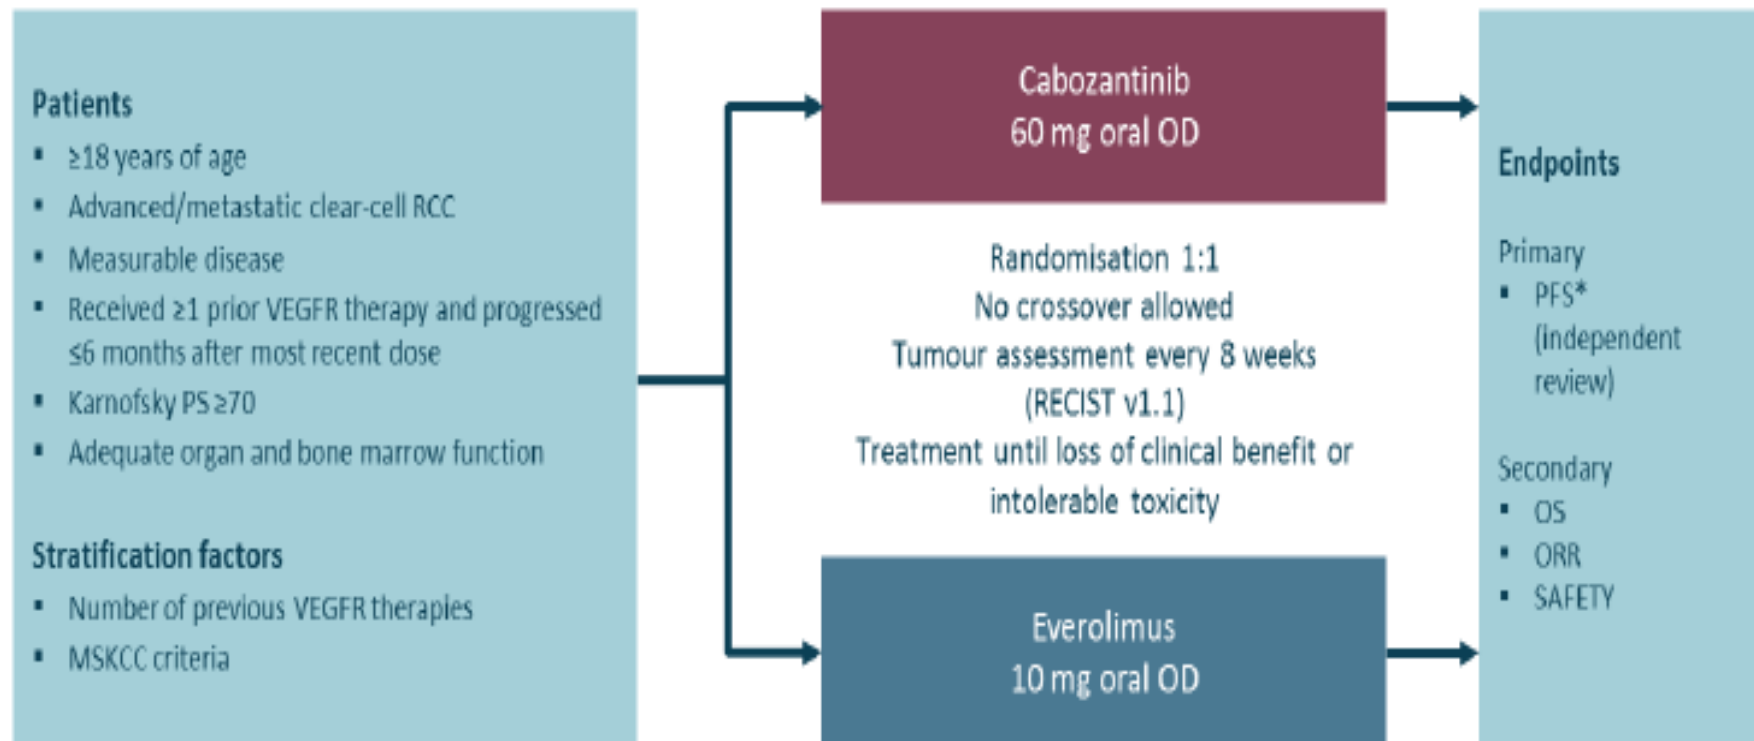 Patients
▪ ≥18 years of age
▪ Advanced/metastatic clear-cell RCC
▪ Measurable disease
▪ Received ≥1 prior VEGFR therapy and progressed
≤6 months after most recent dose
▪ Karnofsky PS ≥70
▪ Adequate organ and bone marrow function
Stratification factors
▪ Number of previous VEGFR therapies
▪ MSKCC criteria
Cabozantinib
60 mg oral OD
Randomisation 1:1
No crossover allowed
Tumour assessment every 8 weeks
(RECIST v1.1)
Treatment until loss of clinical benefit or
intolerable toxicity
Everolimus
10 mg oral OD
Endpoints
Primary
▪ PFS*
(independent
review)
Secondary
▪ OS
▪ ORR
▪ SAFETY